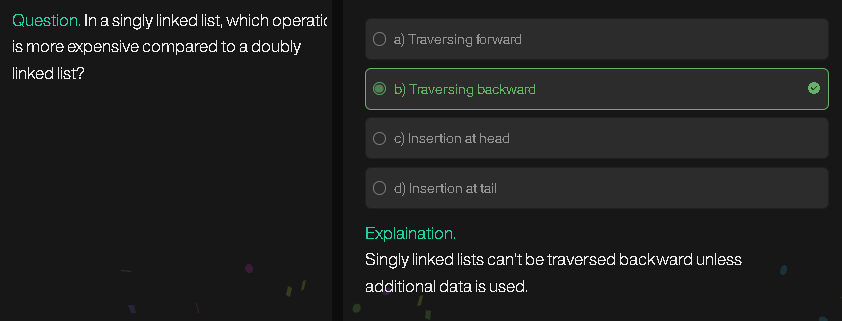 Question. In a singly linked list, which operatic
is more expensive compared to a doubly
linked list?
a) Traversing forward
b) Traversing backward
c) Insertion at head
d) Insertion at tail
Explaination.
Singly linked lists can't be traversed backward unless
additional data is used.